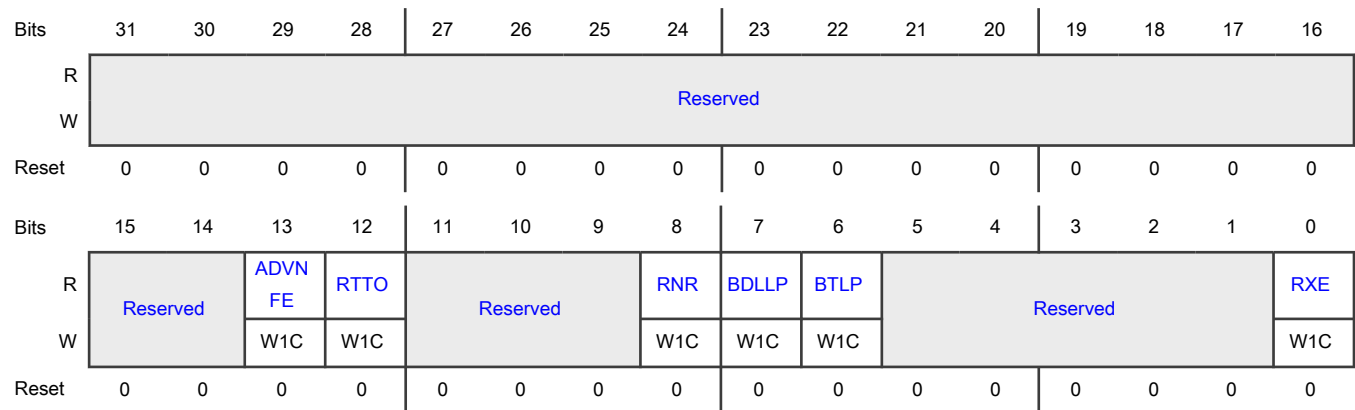 Bits 31 30 29 28 27 26 25 24 23 22 21 20 19 18 17 16
R
Reserved
W
Reset 0 0 0 0 0 0 0 0 0 0 0 0 0 0 0 0
Bits 15 14 13 12 11 10 9 8 7 6 5 4 3 2 1 0
R Reserved ADVN FE RTTO Reserved RNR BDLLP BTLP Reserved RXE
W W1C W1C W1C W1C W1C W1C
Reset 0 0 0 0 0 0 0 0 0 0 0 0 0 0 0 0